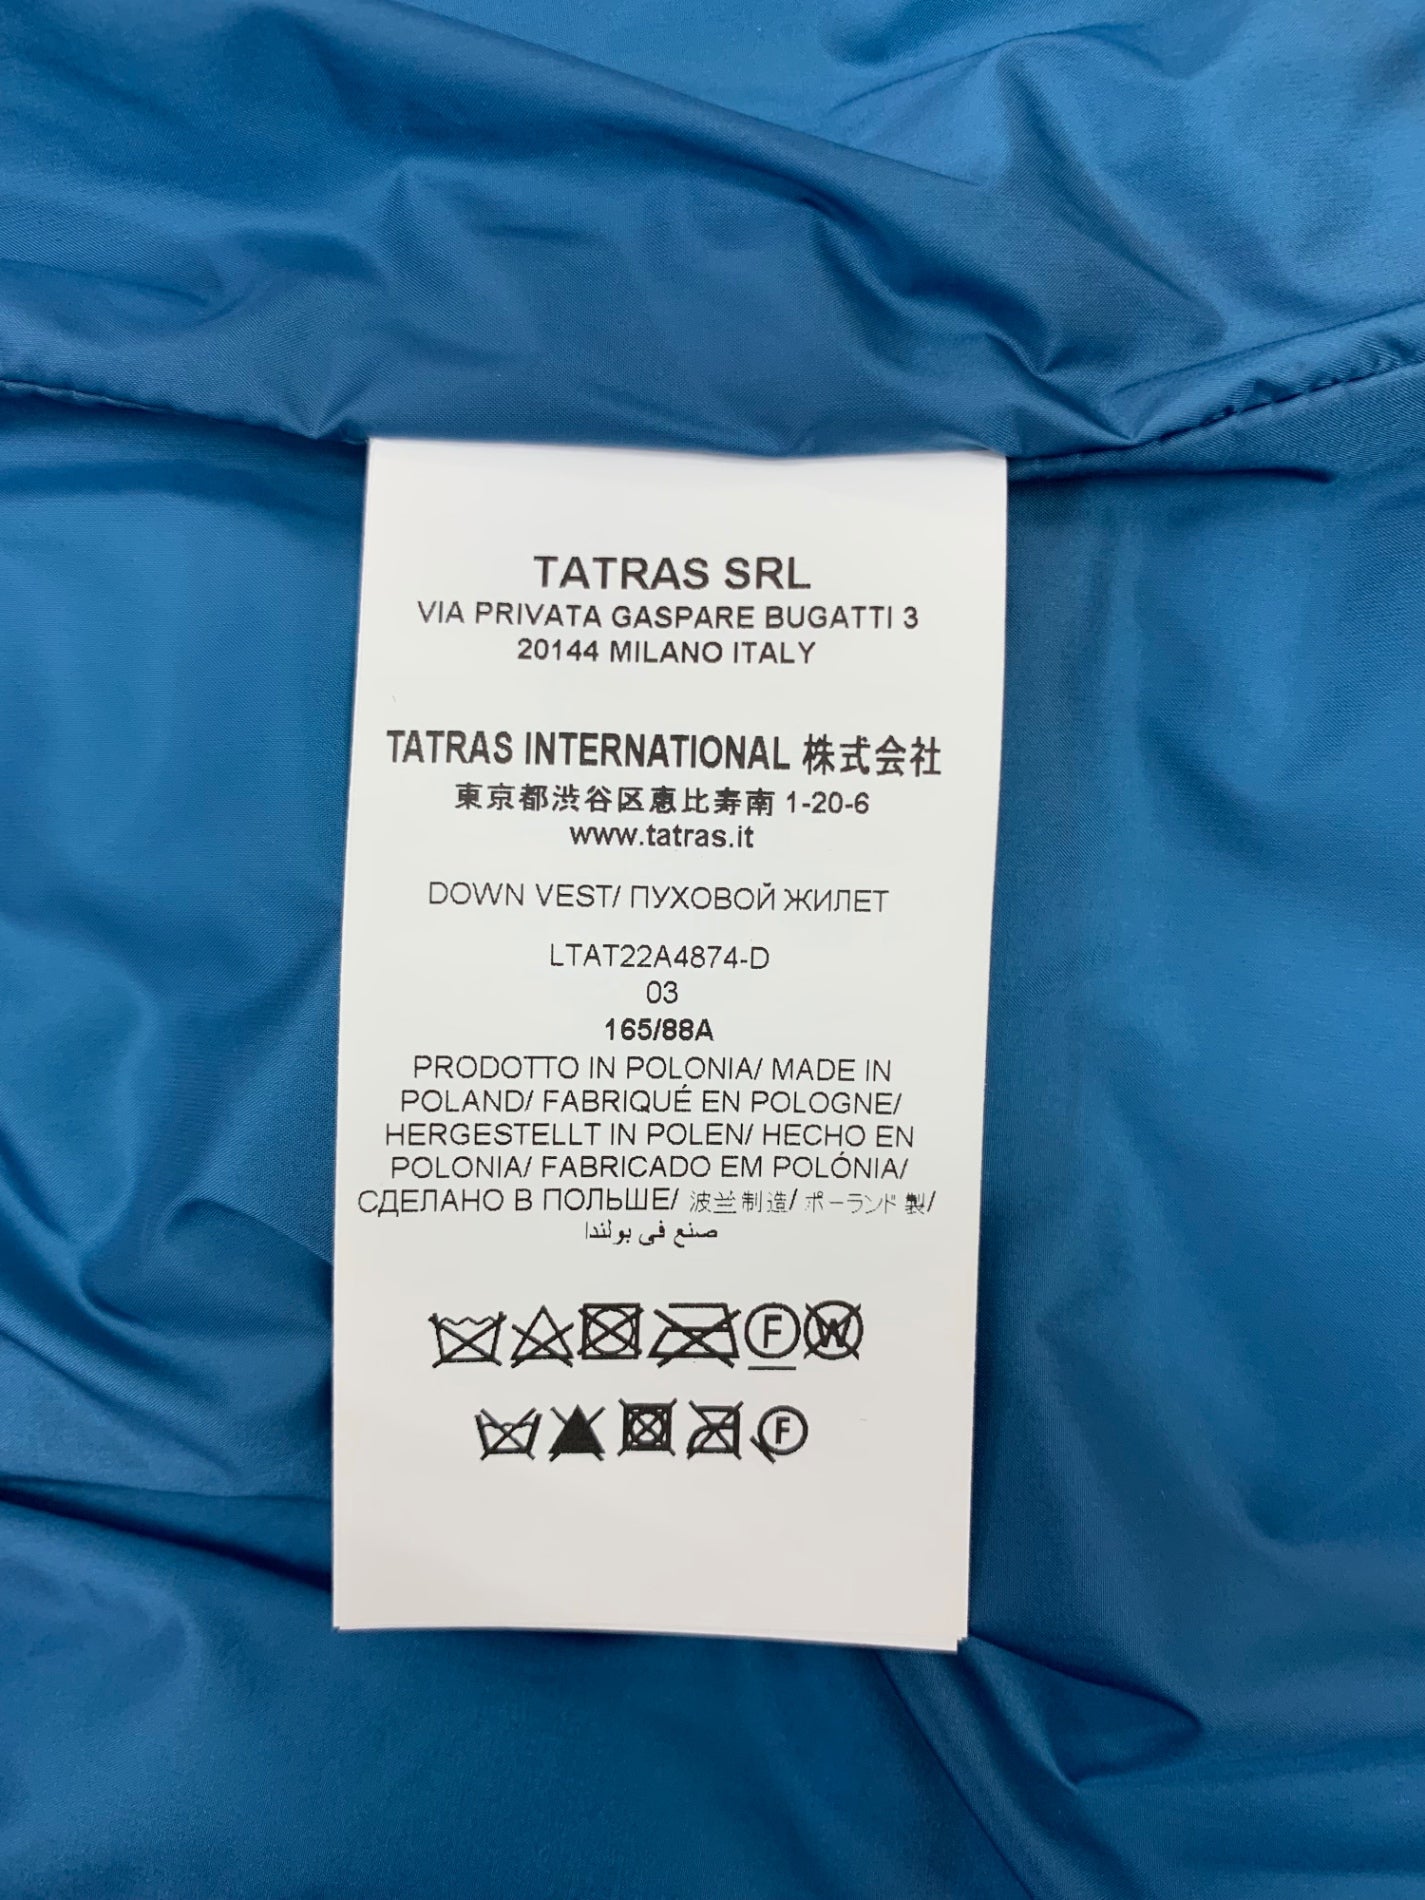 TATRAS SRL
VIA PRIVATA GASPARE BUGATTI 3
20144 MILANO ITALY
TATRAS INTERNATIONAL 株式会社
東京都渋谷区恵比寿南 1-20-6
www.tatras.it
DOWN VEST/ ПУХОВОЙ ЖИЛЕТ
LTAT22A4874-D
03
165/88A
PRODOTTO IN POLONIA/ MADE IN
POLAND/ FABRIQUÉ EN POLOGNE/
HERGESTELLT IN POLEN/ HECHO EN
POLONIA/ FABRICADO EM POLÓNIA/
СДЕЛАНО В ПОЛЬШЕ/ 波兰制造/ ポーランド製/
صنع في بولندا
F W
F